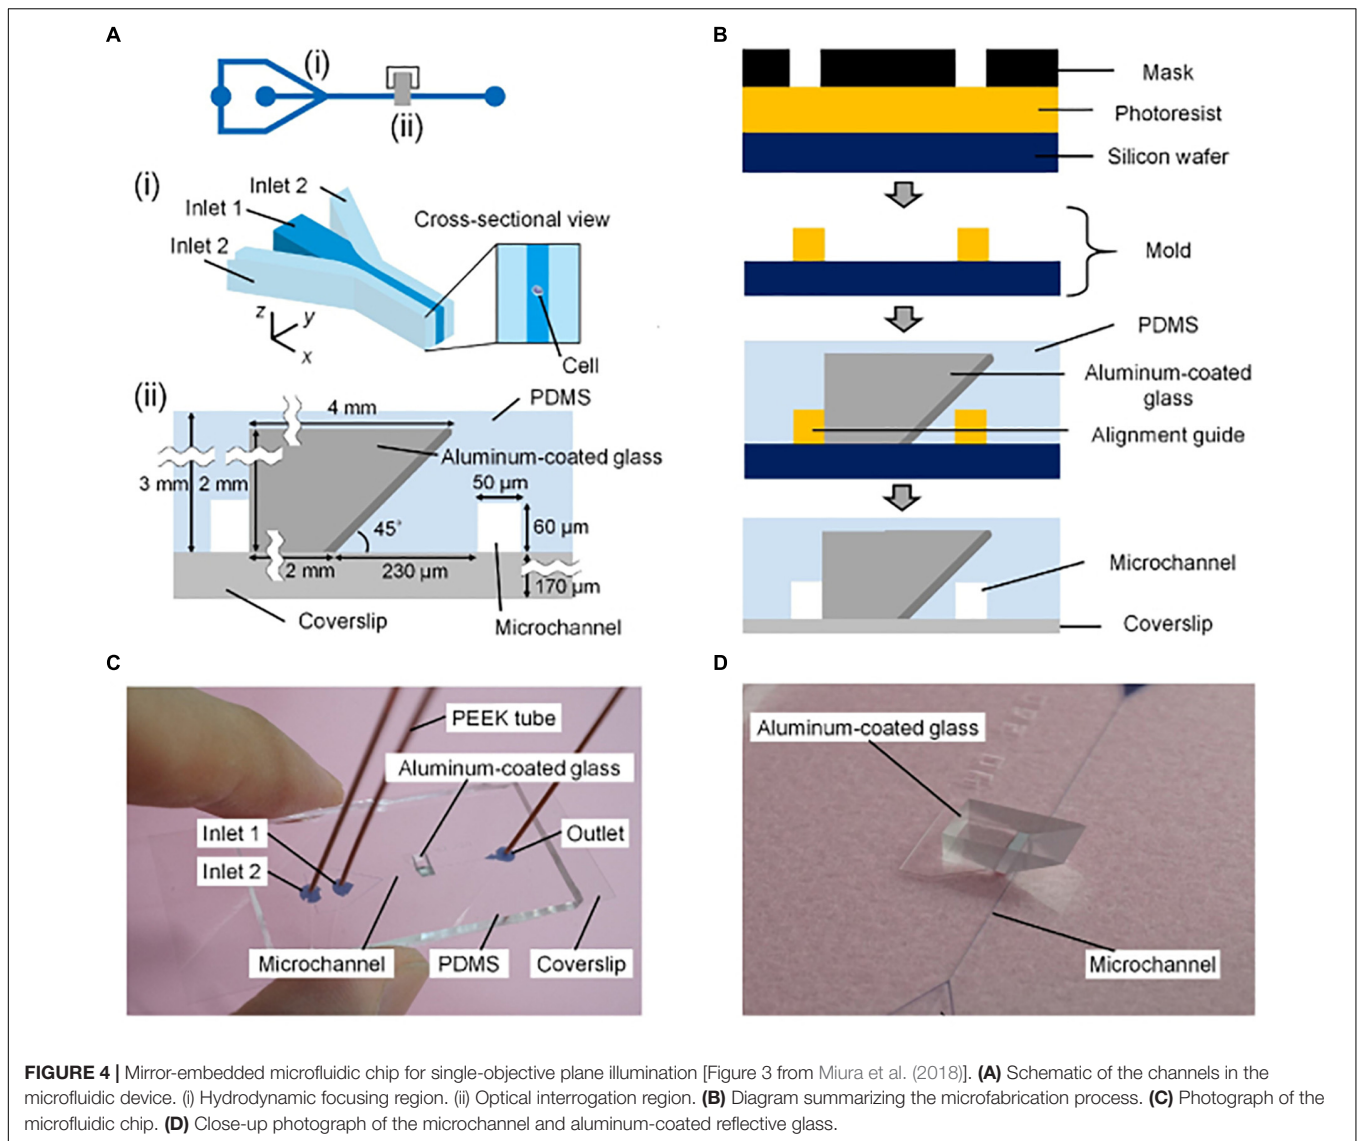 A
(i)
(ii)
(i)
Inlet 2
Inlet 1
Inlet 2
Cross-sectional view
z
y
x
Cell
(ii)
4 mm
PDMS
Aluminum-coated glass
3 mm
2 mm
50 µm
60 µm
45°
2 mm
230 µm
170 µm
Coverslip
Microchannel
B
Mask
Photoresist
Silicon wafer
Mold
PDMS
Aluminum-coated
glass
Alignment guide
Microchannel
Coverslip
C
PEEK tube
Aluminum-coated glass
Inlet 1
Outlet
Inlet 2
Microchannel
PDMS
Coverslip
D
Aluminum-coated glass
Microchannel
FIGURE 4 | Mirror-embedded microfluidic chip for single-objective plane illumination [Figure 3 from Miura et al. (2018)]. (A) Schematic of the channels in the
microfluidic device. (i) Hydrodynamic focusing region. (ii) Optical interrogation region. (B) Diagram summarizing the microfabrication process. (C) Photograph of the
microfluidic chip. (D) Close-up photograph of the microchannel and aluminum-coated reflective glass.